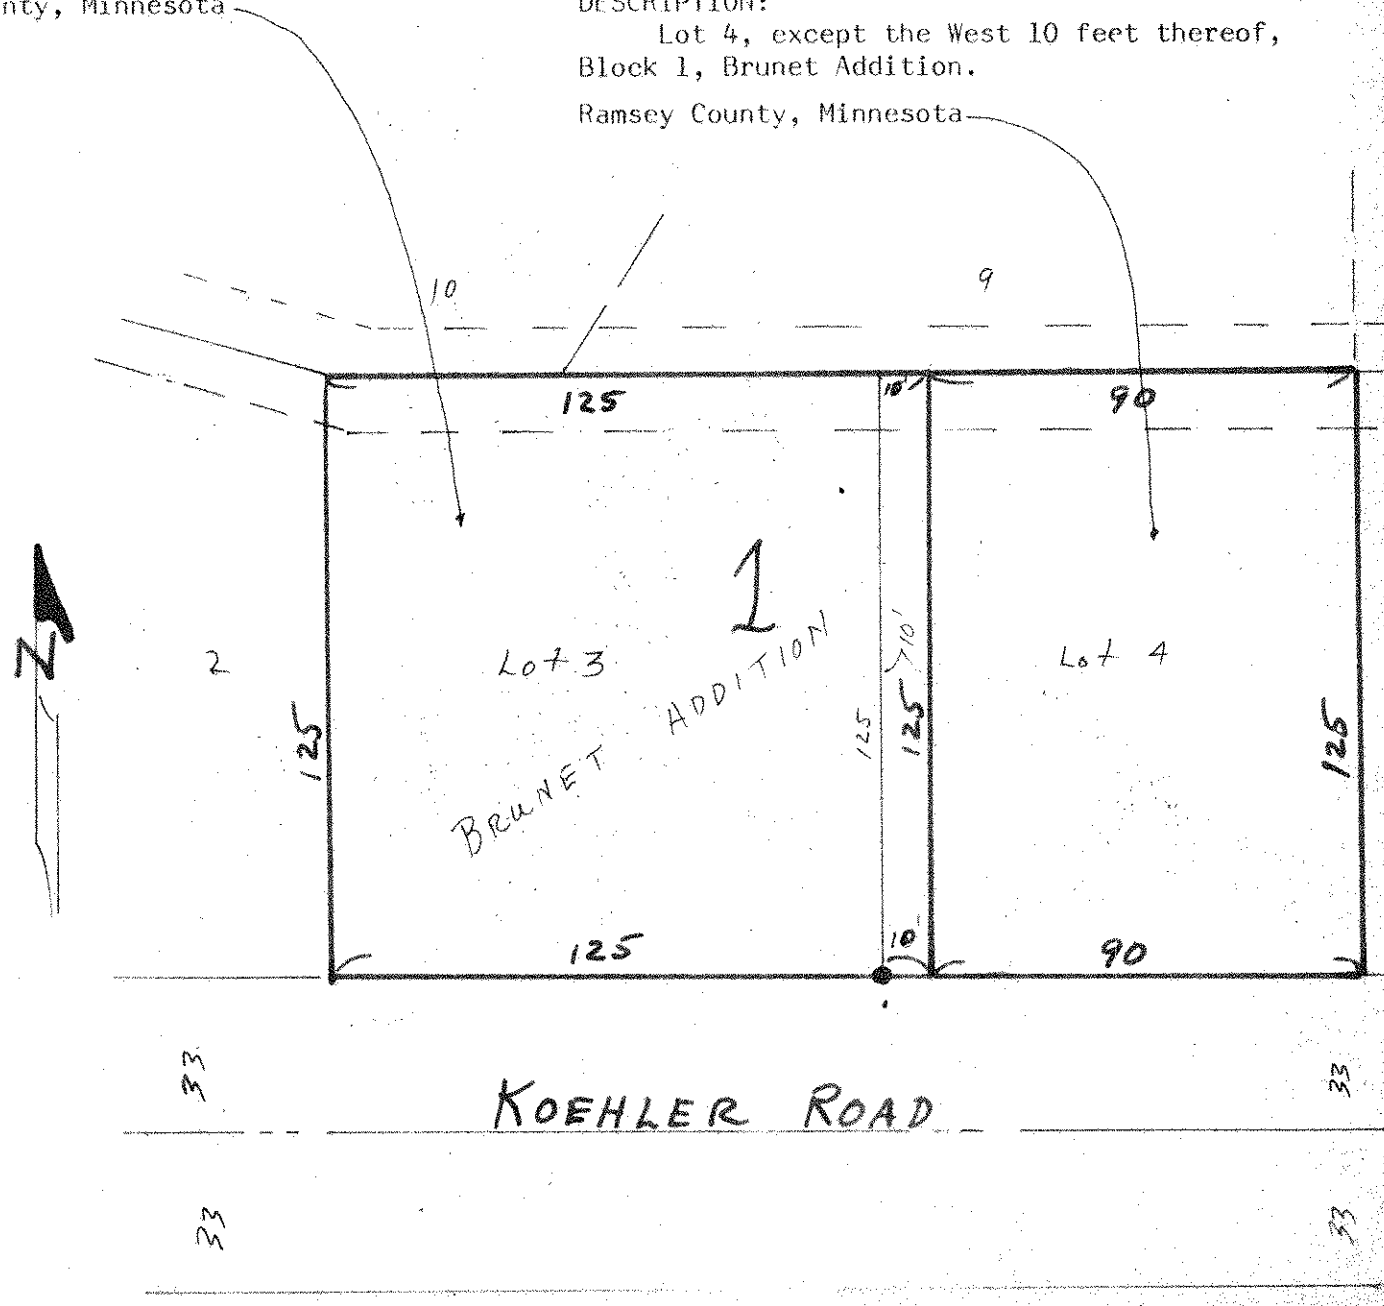 nty, Minnesota
DESCRIPTION:
Lot 4, except the West 10 feet thereof,
Block 1, Brunet Addition.
Ramsey County, Minnesota
10
9
125
10'
90
1
2
Lot 3
10'
Lot 4
BRUNET ADDITION
125
125
125
125
125
10'
90
33
33
KOEHLER ROAD
33
33
N